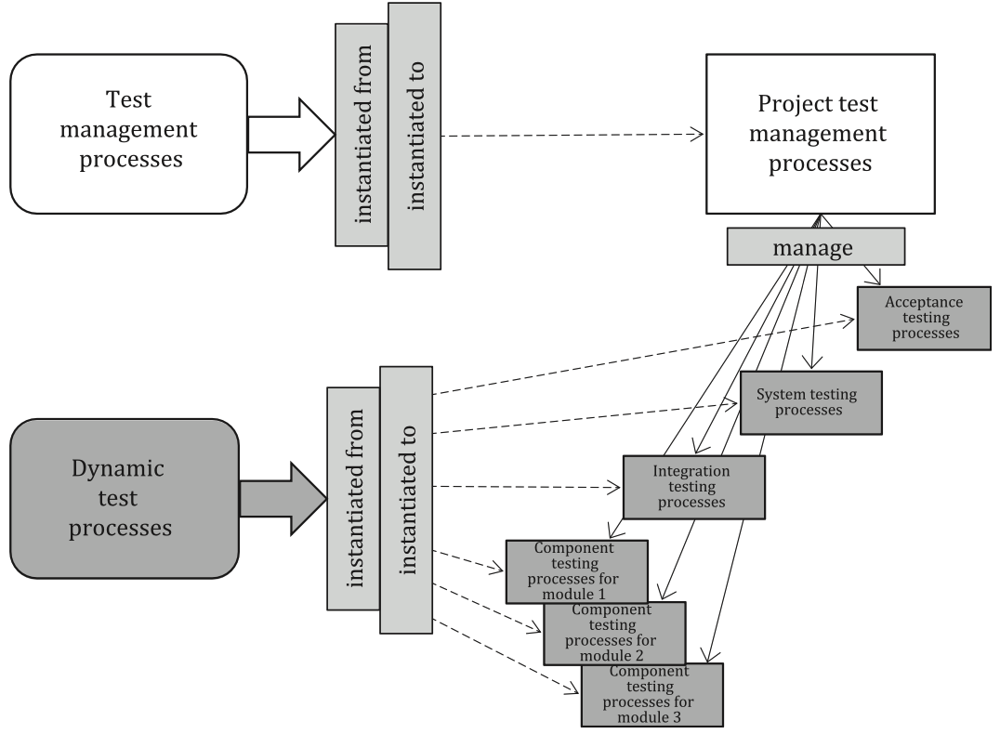 Test
management
processes
instantiated from
instantiated to
Project test
management
processes
manage
Acceptance
testing
processes
System testing
processes
Dynamic
test
processes
instantiated from
instantiated to
Integration
testing
processes
Component
testing
processes for
module 1
Component
testing
processes for
module 2
Component
testing
processes for
module 3